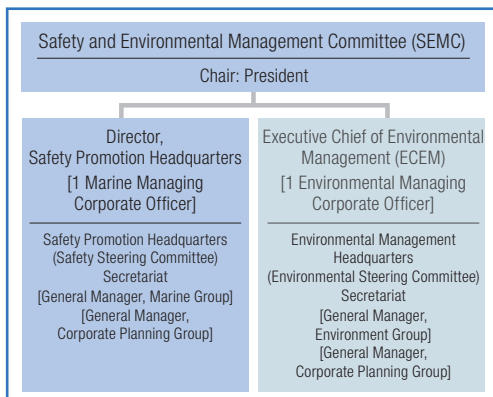 Safety and Environmental Management Committee (SEMC)
Chair: President
Director,
Safety Promotion Headquarters
[1 Marine Managing
Corporate Officer]
Safety Promotion Headquarters
(Safety Steering Committee)
Secretariat
[General Manager, Marine Group]
[General Manager,
Corporate Planning Group]
Executive Chief of Environmental
Management (ECEM)
[1 Environmental Managing
Corporate Officer]
Environmental Management
Headquarters
(Environmental Steering Committee)
Secretariat
[General Manager,
Environment Group]
[General Manager,
Corporate Planning Group]